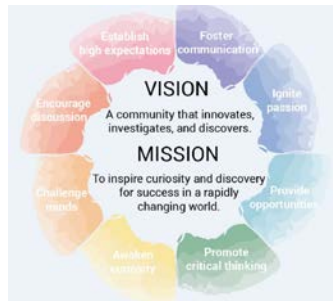 Establish
high expectations
Foster
communication
Ignite
passion
Provide
opportunities
Promote
critical thinking
Awaken
curiosity
Challenge
minds
Encourage
discussion
VISION
A community that innovates,
investigates, and discovers.
MISSION
To inspire curiosity and discovery
for success in a rapidly
changing world.